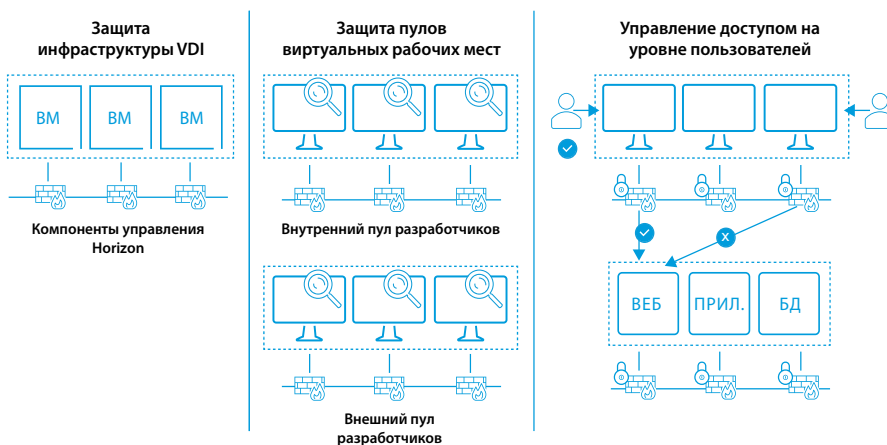 Защита
инфраструктуры VDI
ВМ
ВМ
ВМ
Компоненты управления
Horizon
Защита пулов
виртуальных рабочих мест
Внутренний пул разработчиков
Внешний пул
разработчиков
Управление доступом на
уровне пользователей
X
ВЕБ
ПРИЛ.
БД